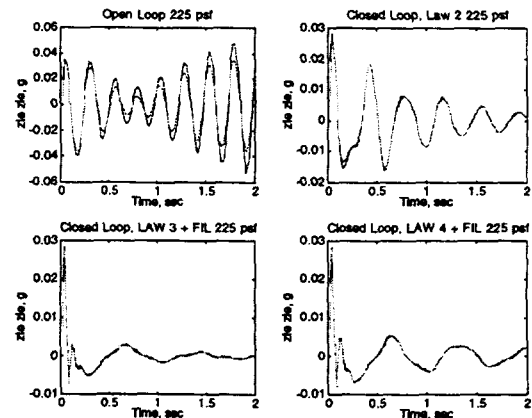 Open Loop 225 psf
zle zle, g
0.06
0.04
0.02
0
-0.02
-0.04
-0.06
0 0.5 1 1.5 2
Time, sec
Closed Loop, Law 2 225 psf
zle zle, g
0.03
0.02
0.01
0
-0.01
-0.02
0 0.5 1 1.5 2
Time, sec
Closed Loop, LAW 3 + FIL 225 psf
zle zle, g
0.03
0.02
0.01
0
-0.01
0 0.5 1 1.5 2
Time, sec
Closed Loop, LAW 4 + FIL 225 psf
zle zle, g
0.03
0.02
0.01
0
-0.01
0 0.5 1 1.5 2
Time, sec